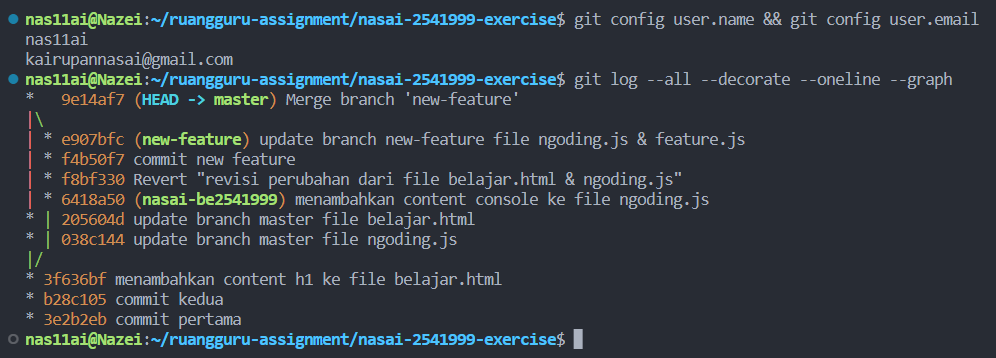 nas11ai@Nazei:~/ruangguru-assignment/nasai-2541999-exercise$ git config user.name && git config user.email
nas11ai
kairupannasai@gmail.com
nas11ai@Nazei:~/ruangguru-assignment/nasai-2541999-exercise$ git log --all --decorate --oneline --graph
*   9e14af7 (HEAD -> master) Merge branch 'new-feature'
|\
| * e907bfc (new-feature) update branch new-feature file ngoding.js & feature.js
| * f4b50f7 commit new feature
| * f8bf330 Revert "revisi perubahan dari file belajar.html & ngoding.js"
| * 6418a50 (nasai-be2541999) menambahkan content console ke file ngoding.js
* | 205604d update branch master file belajar.html
* | 038c144 update branch master file ngoding.js
|/
* 3f636bf menambahkan content h1 ke file belajar.html
* b28c105 commit kedua
* 3e2b2eb commit pertama
nas11ai@Nazei:~/ruangguru-assignment/nasai-2541999-exercise$